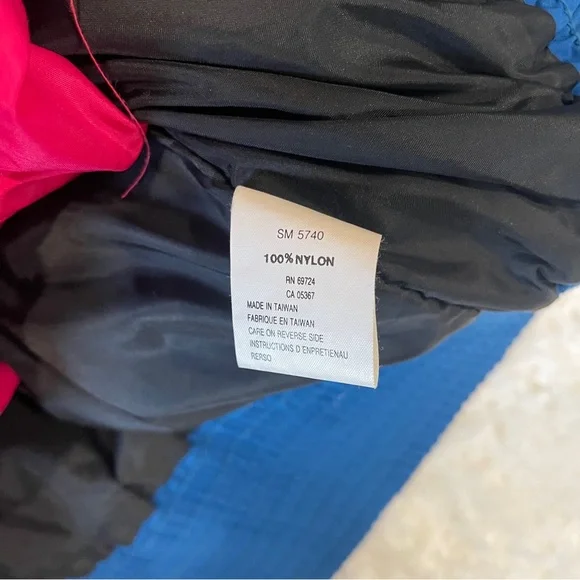 SM 5740
100% NYLON
RN 69724
CA 05367
MADE IN TAIWAN
FABRIQUE EN TAIWAN
CARE ON REVERSE SIDE
INSTRUCTIONS D ENPRETIENAU
RERSO